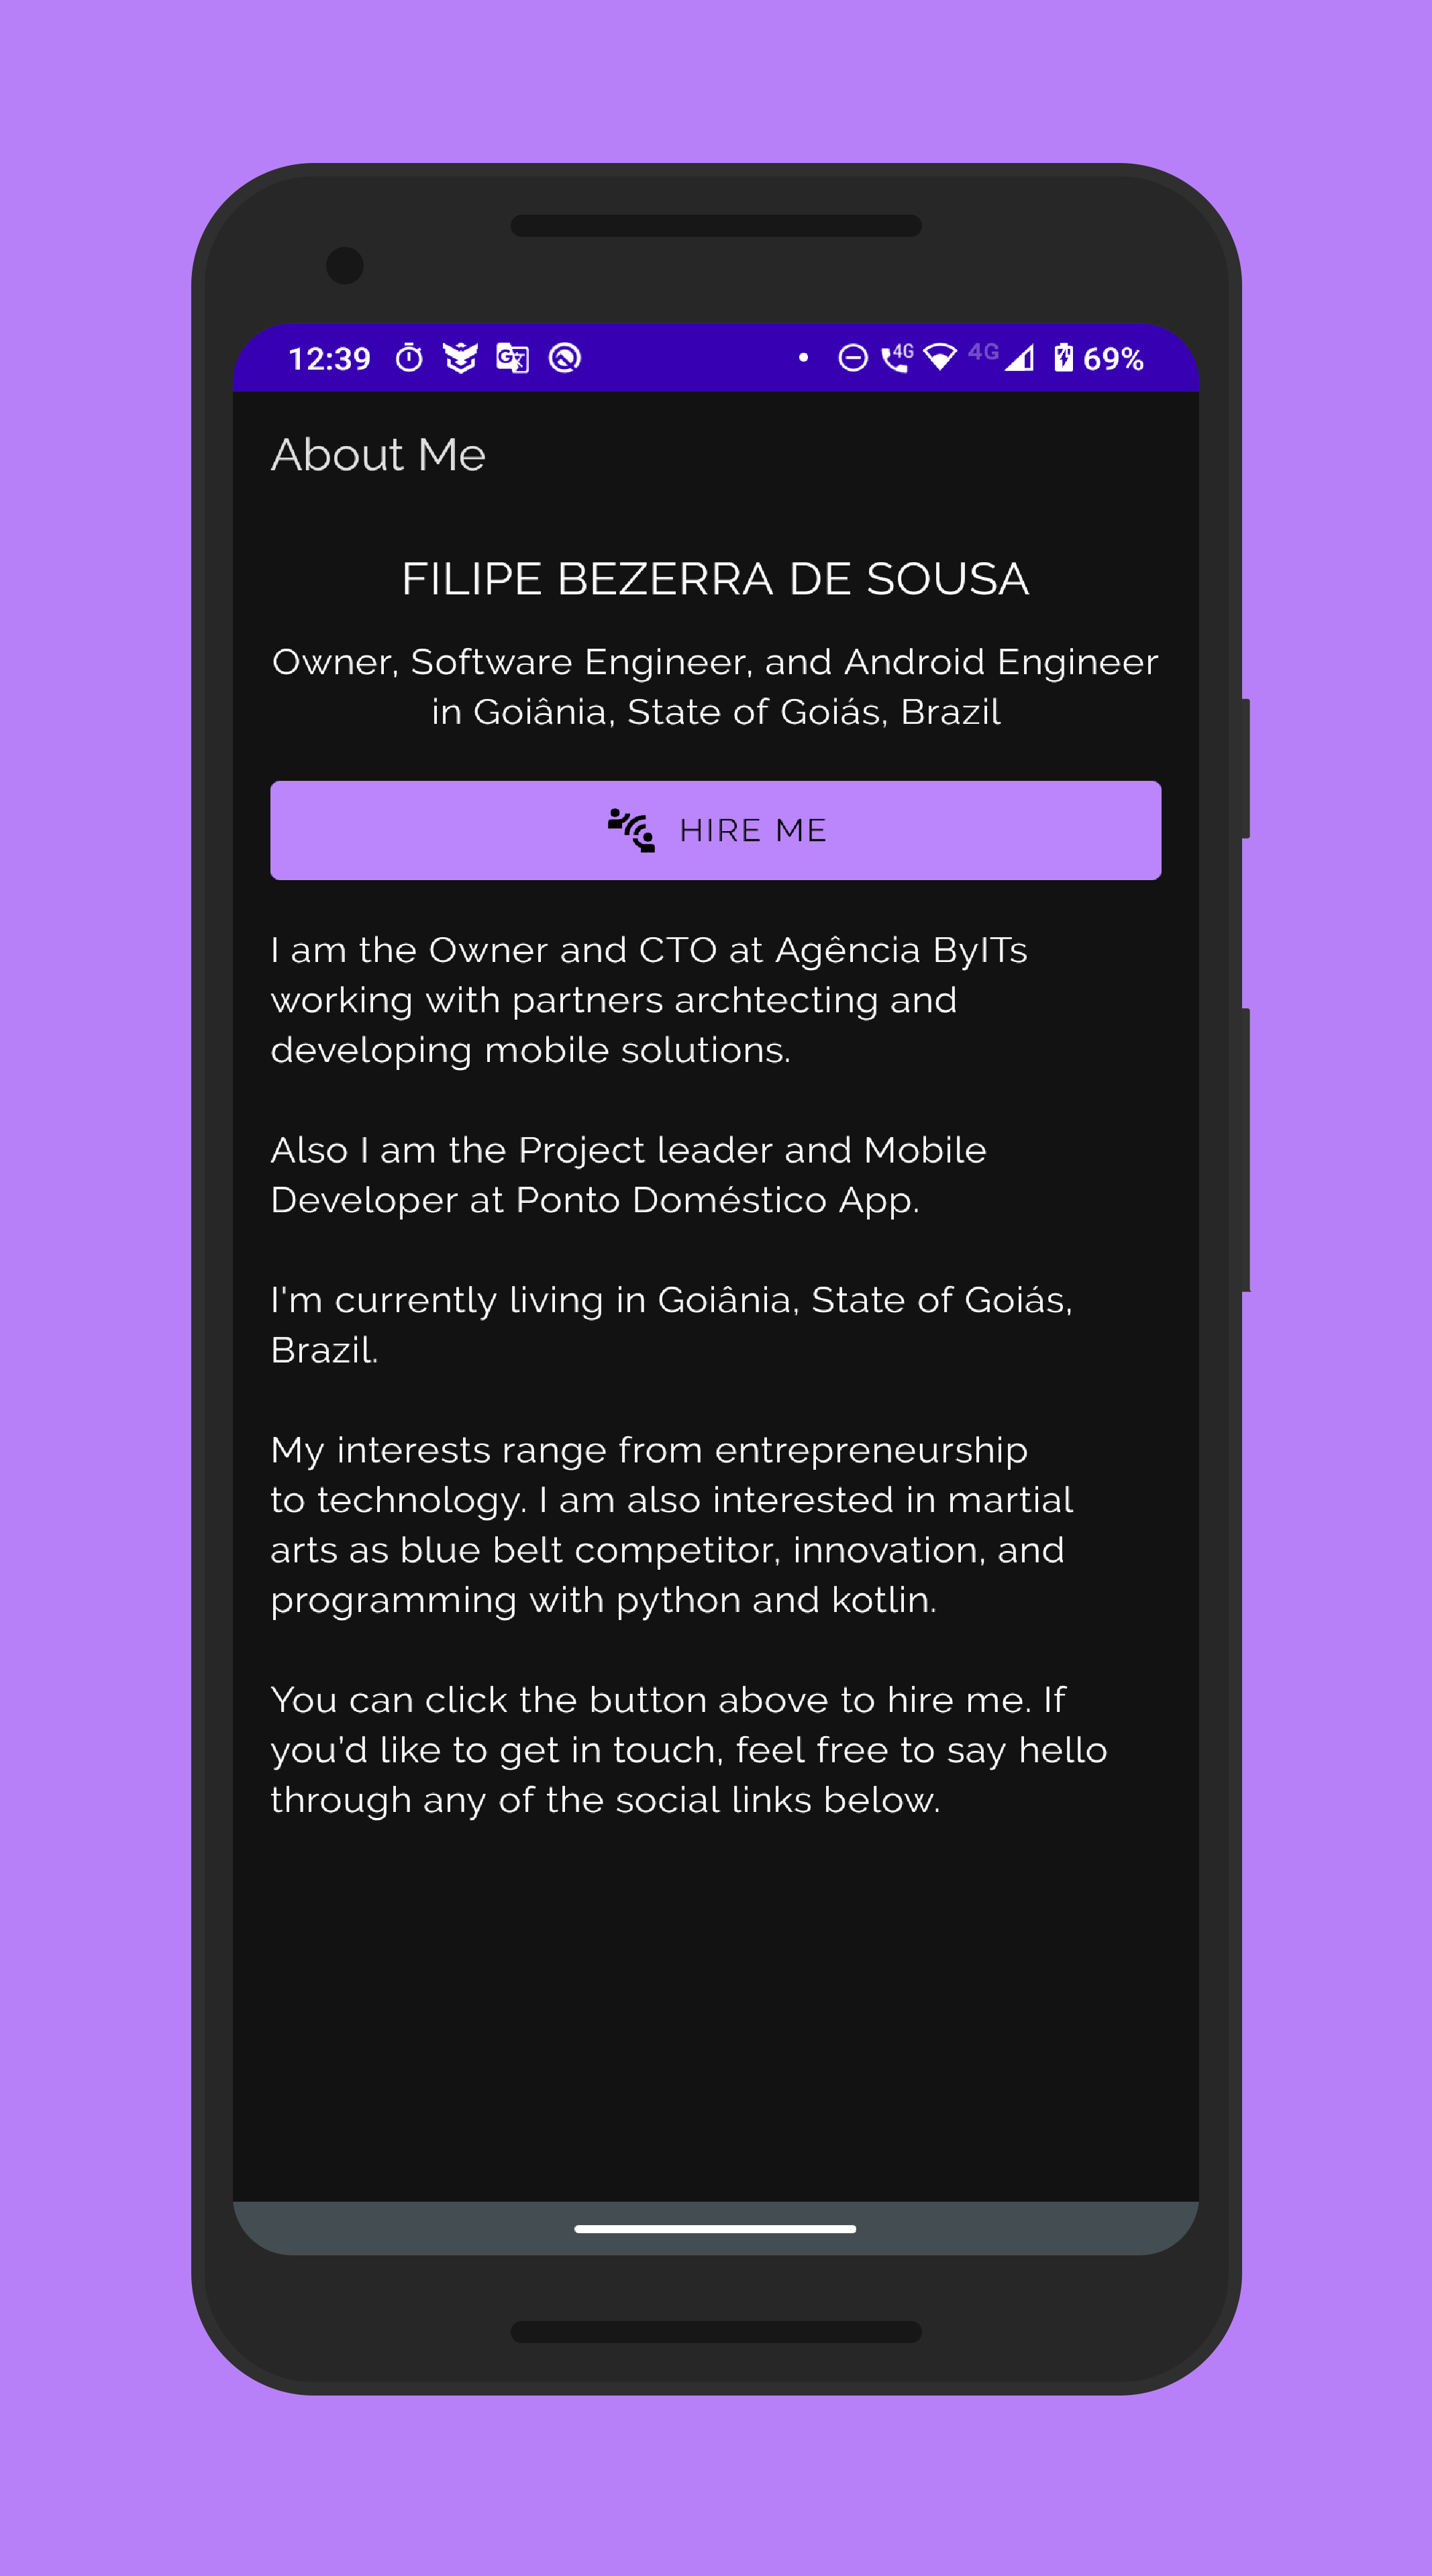 12:39 4G 4G 69%
About Me
FILIPE BEZERRA DE SOUSA
Owner, Software Engineer, and Android Engineer
in Goiânia, State of Goiás, Brazil
HIRE ME
I am the Owner and CTO at Agência ByITs
working with partners archtecting and
developing mobile solutions.
Also I am the Project leader and Mobile
Developer at Ponto Doméstico App.
I'm currently living in Goiânia, State of Goiás,
Brazil.
My interests range from entrepreneurship
to technology. I am also interested in martial
arts as blue belt competitor, innovation, and
programming with python and kotlin.
You can click the button above to hire me. If
you'd like to get in touch, feel free to say hello
through any of the social links below.